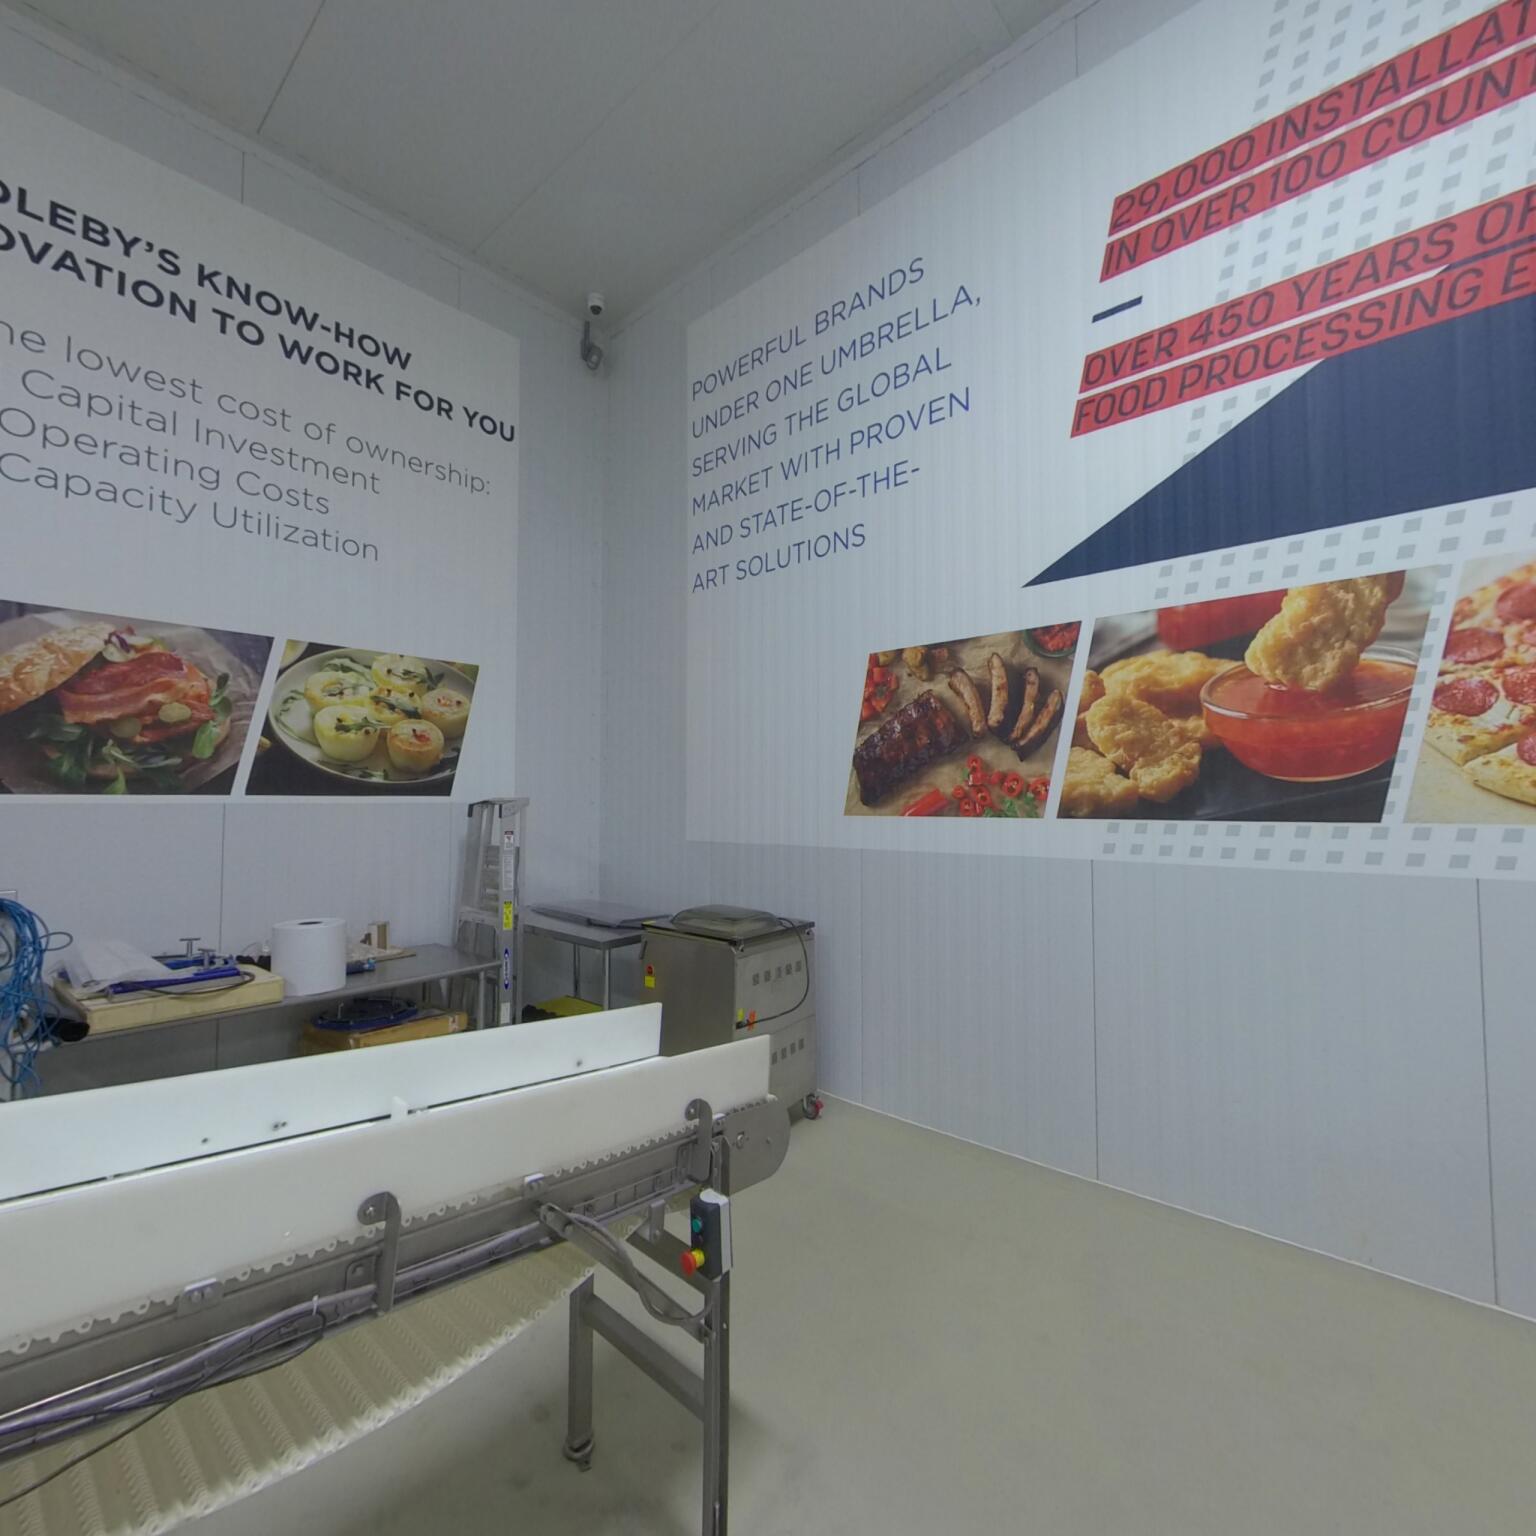 DLEBY'S KNOW-HOW
OVATION TO WORK FOR YOU
he lowest cost of ownership:
Capital Investment
Operating Costs
Capacity Utilization
POWERFUL BRANDS
UNDER ONE UMBRELLA,
SERVING THE GLOBAL
MARKET WITH PROVEN
AND STATE-OF-THE-
ART SOLUTIONS
29,000 INSTALLAT
IN OVER 100 COUNT
OVER 450 YEARS OF
FOOD PROCESSING E